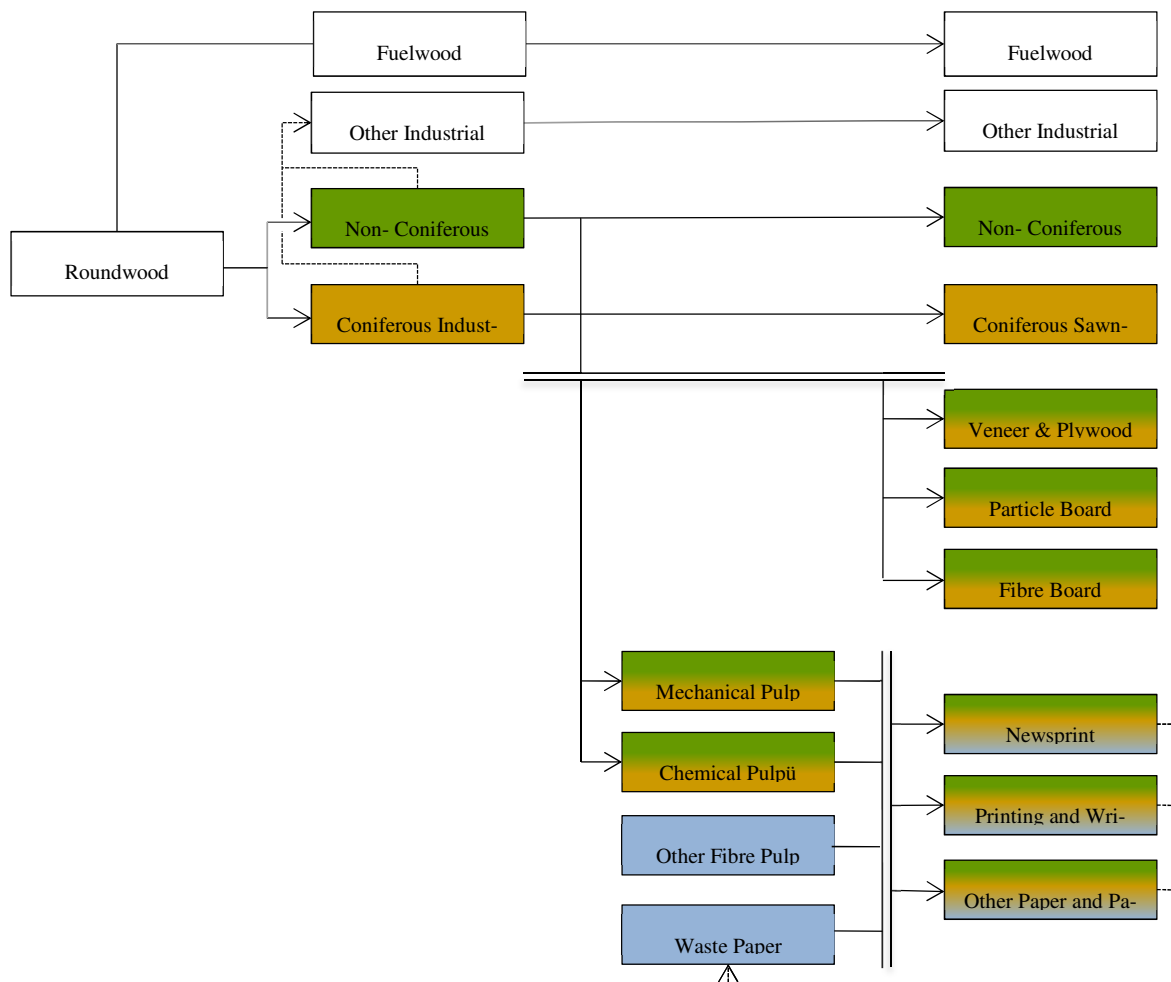 Fuelwood
Fuelwood
Other Industrial
Other Industrial
Non- Coniferous
Non- Coniferous
Roundwood
Coniferous Indust-
Coniferous Sawn-
Veneer & Plywood
Particle Board
Fibre Board
Mechanical Pulp
Newsprint
Chemical Pulpü
Printing and Wri-
Other Fibre Pulp
Other Paper and Pa-
Waste Paper